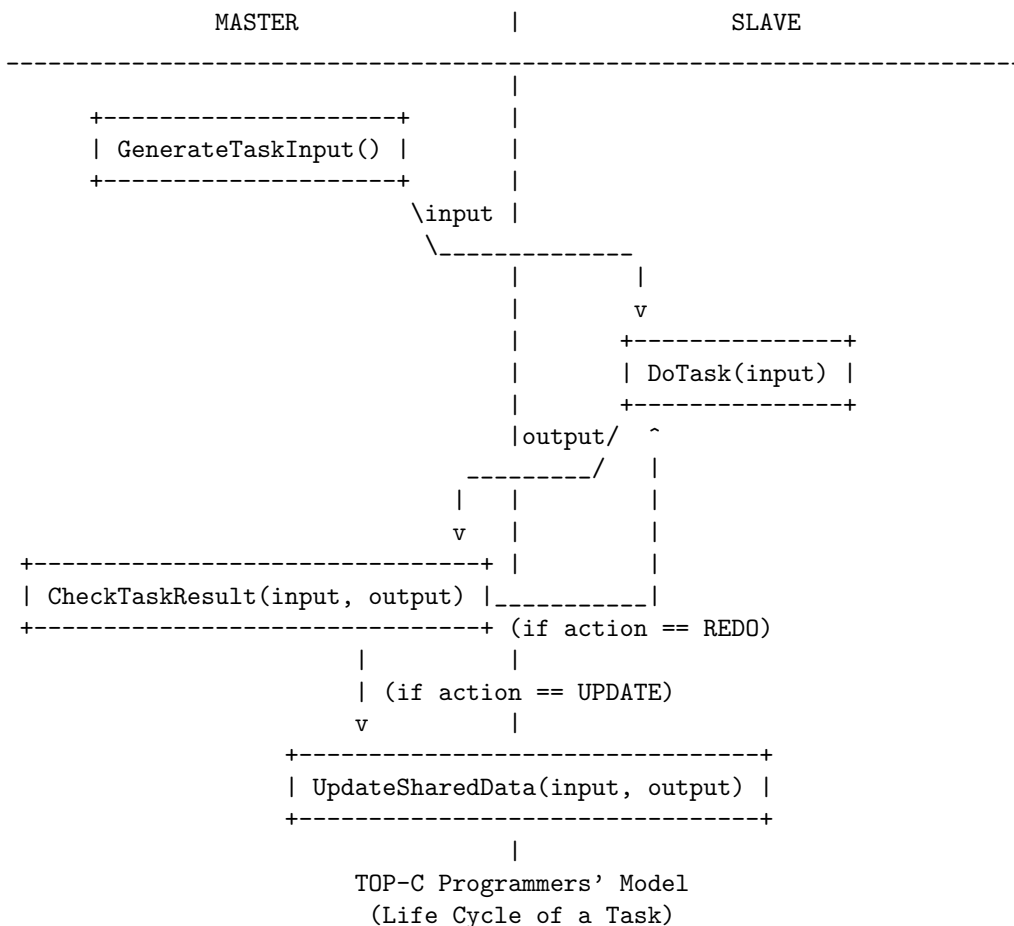 MASTER | SLAVE
GenerateTaskInput()
input
DoTask(input)
output
CheckTaskResult(input, output)
(if action == REDO)
(if action == UPDATE)
v
UpdateSharedData(input, output)
TOP-C Programmers' Model
(Life Cycle of a Task)